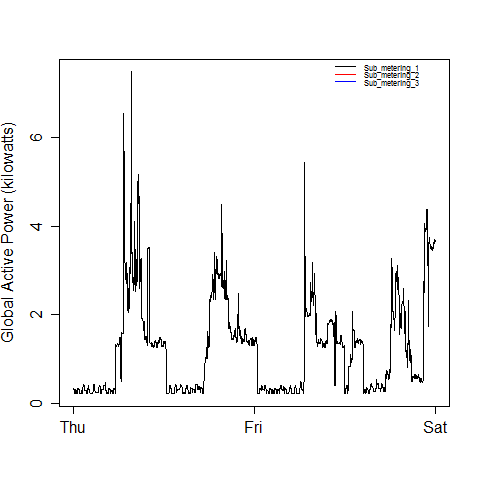 Sub_metering_1
Sub_metering_2
Sub_metering_3
Global Active Power (kilowatts)
6
4
2
0
Thu Fri Sat